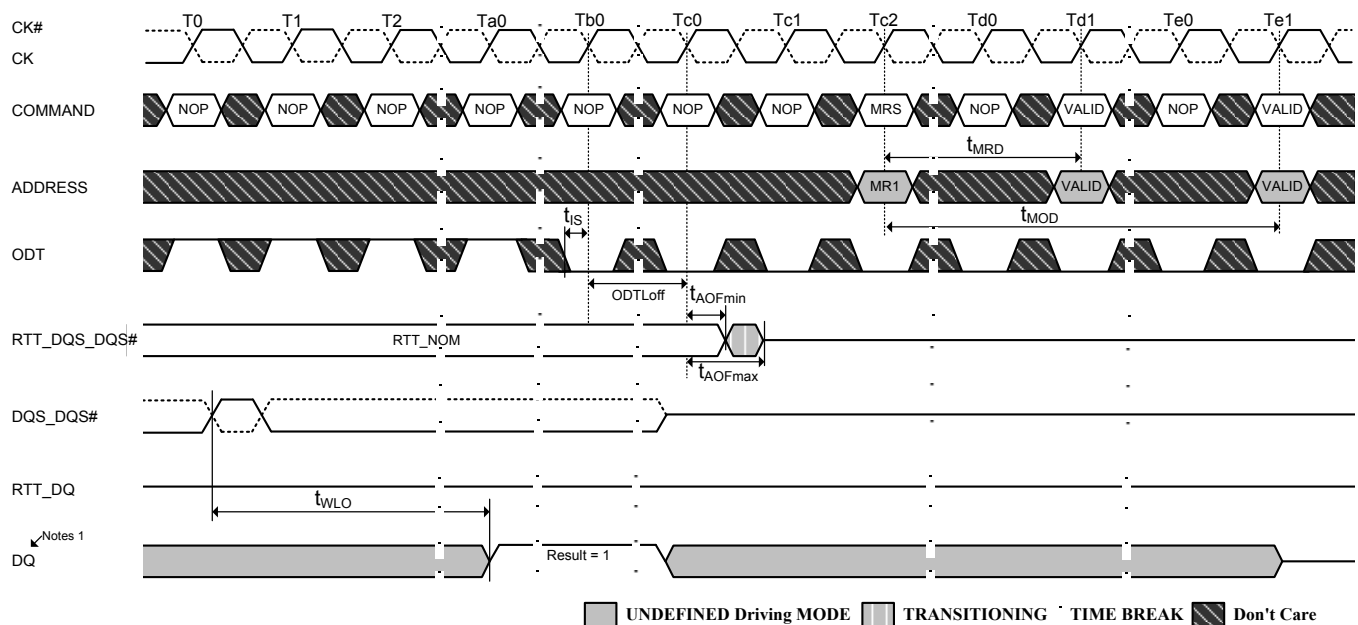 T0 T1 T2 Ta0 Tb0 Tc0 Tc1 Tc2 Td0 Td1 Te0 Te1
CK#
CK
COMMAND NOP NOP NOP NOP NOP NOP NOP MRS NOP VALID NOP VALID
tMRD
ADDRESS MR1 VALID VALID
tIS tMOD
ODT
ODTLoff tAOFmin
RTT_DQS_DQS# RTT_NOM
tAOFmax
DQS_DQS#
RTT_DQ
tWLO
Notes 1
DQ Result = 1
UNDEFINED Driving MODE TRANSITIONING TIME BREAK Don't Care